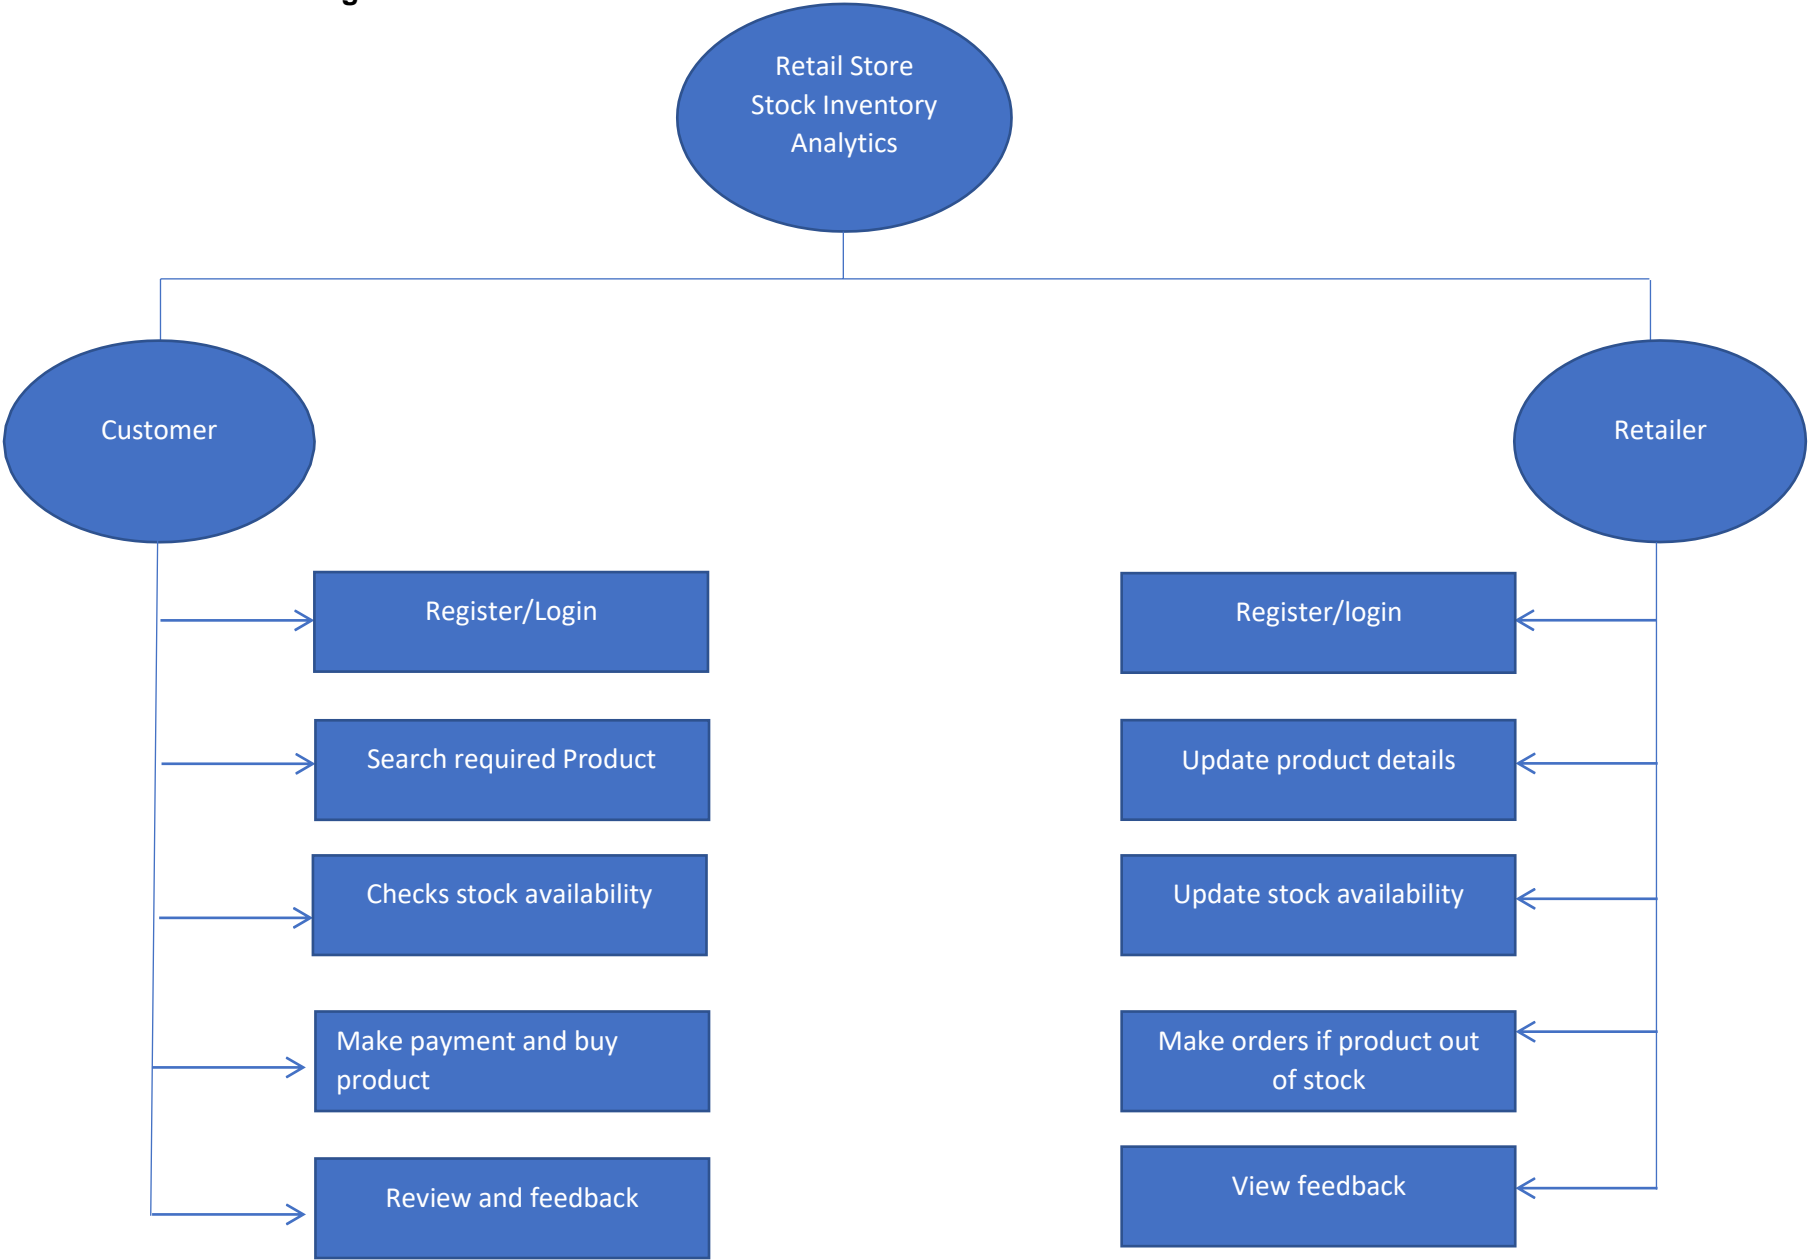 Retail Store
Stock Inventory
Analytics
Customer
Retailer
Register/Login
Register/login
Search required Product
Update product details
Checks stock availability
Update stock availability
Make payment and buy
product
Make orders if product out
of stock
Review and feedback
View feedback